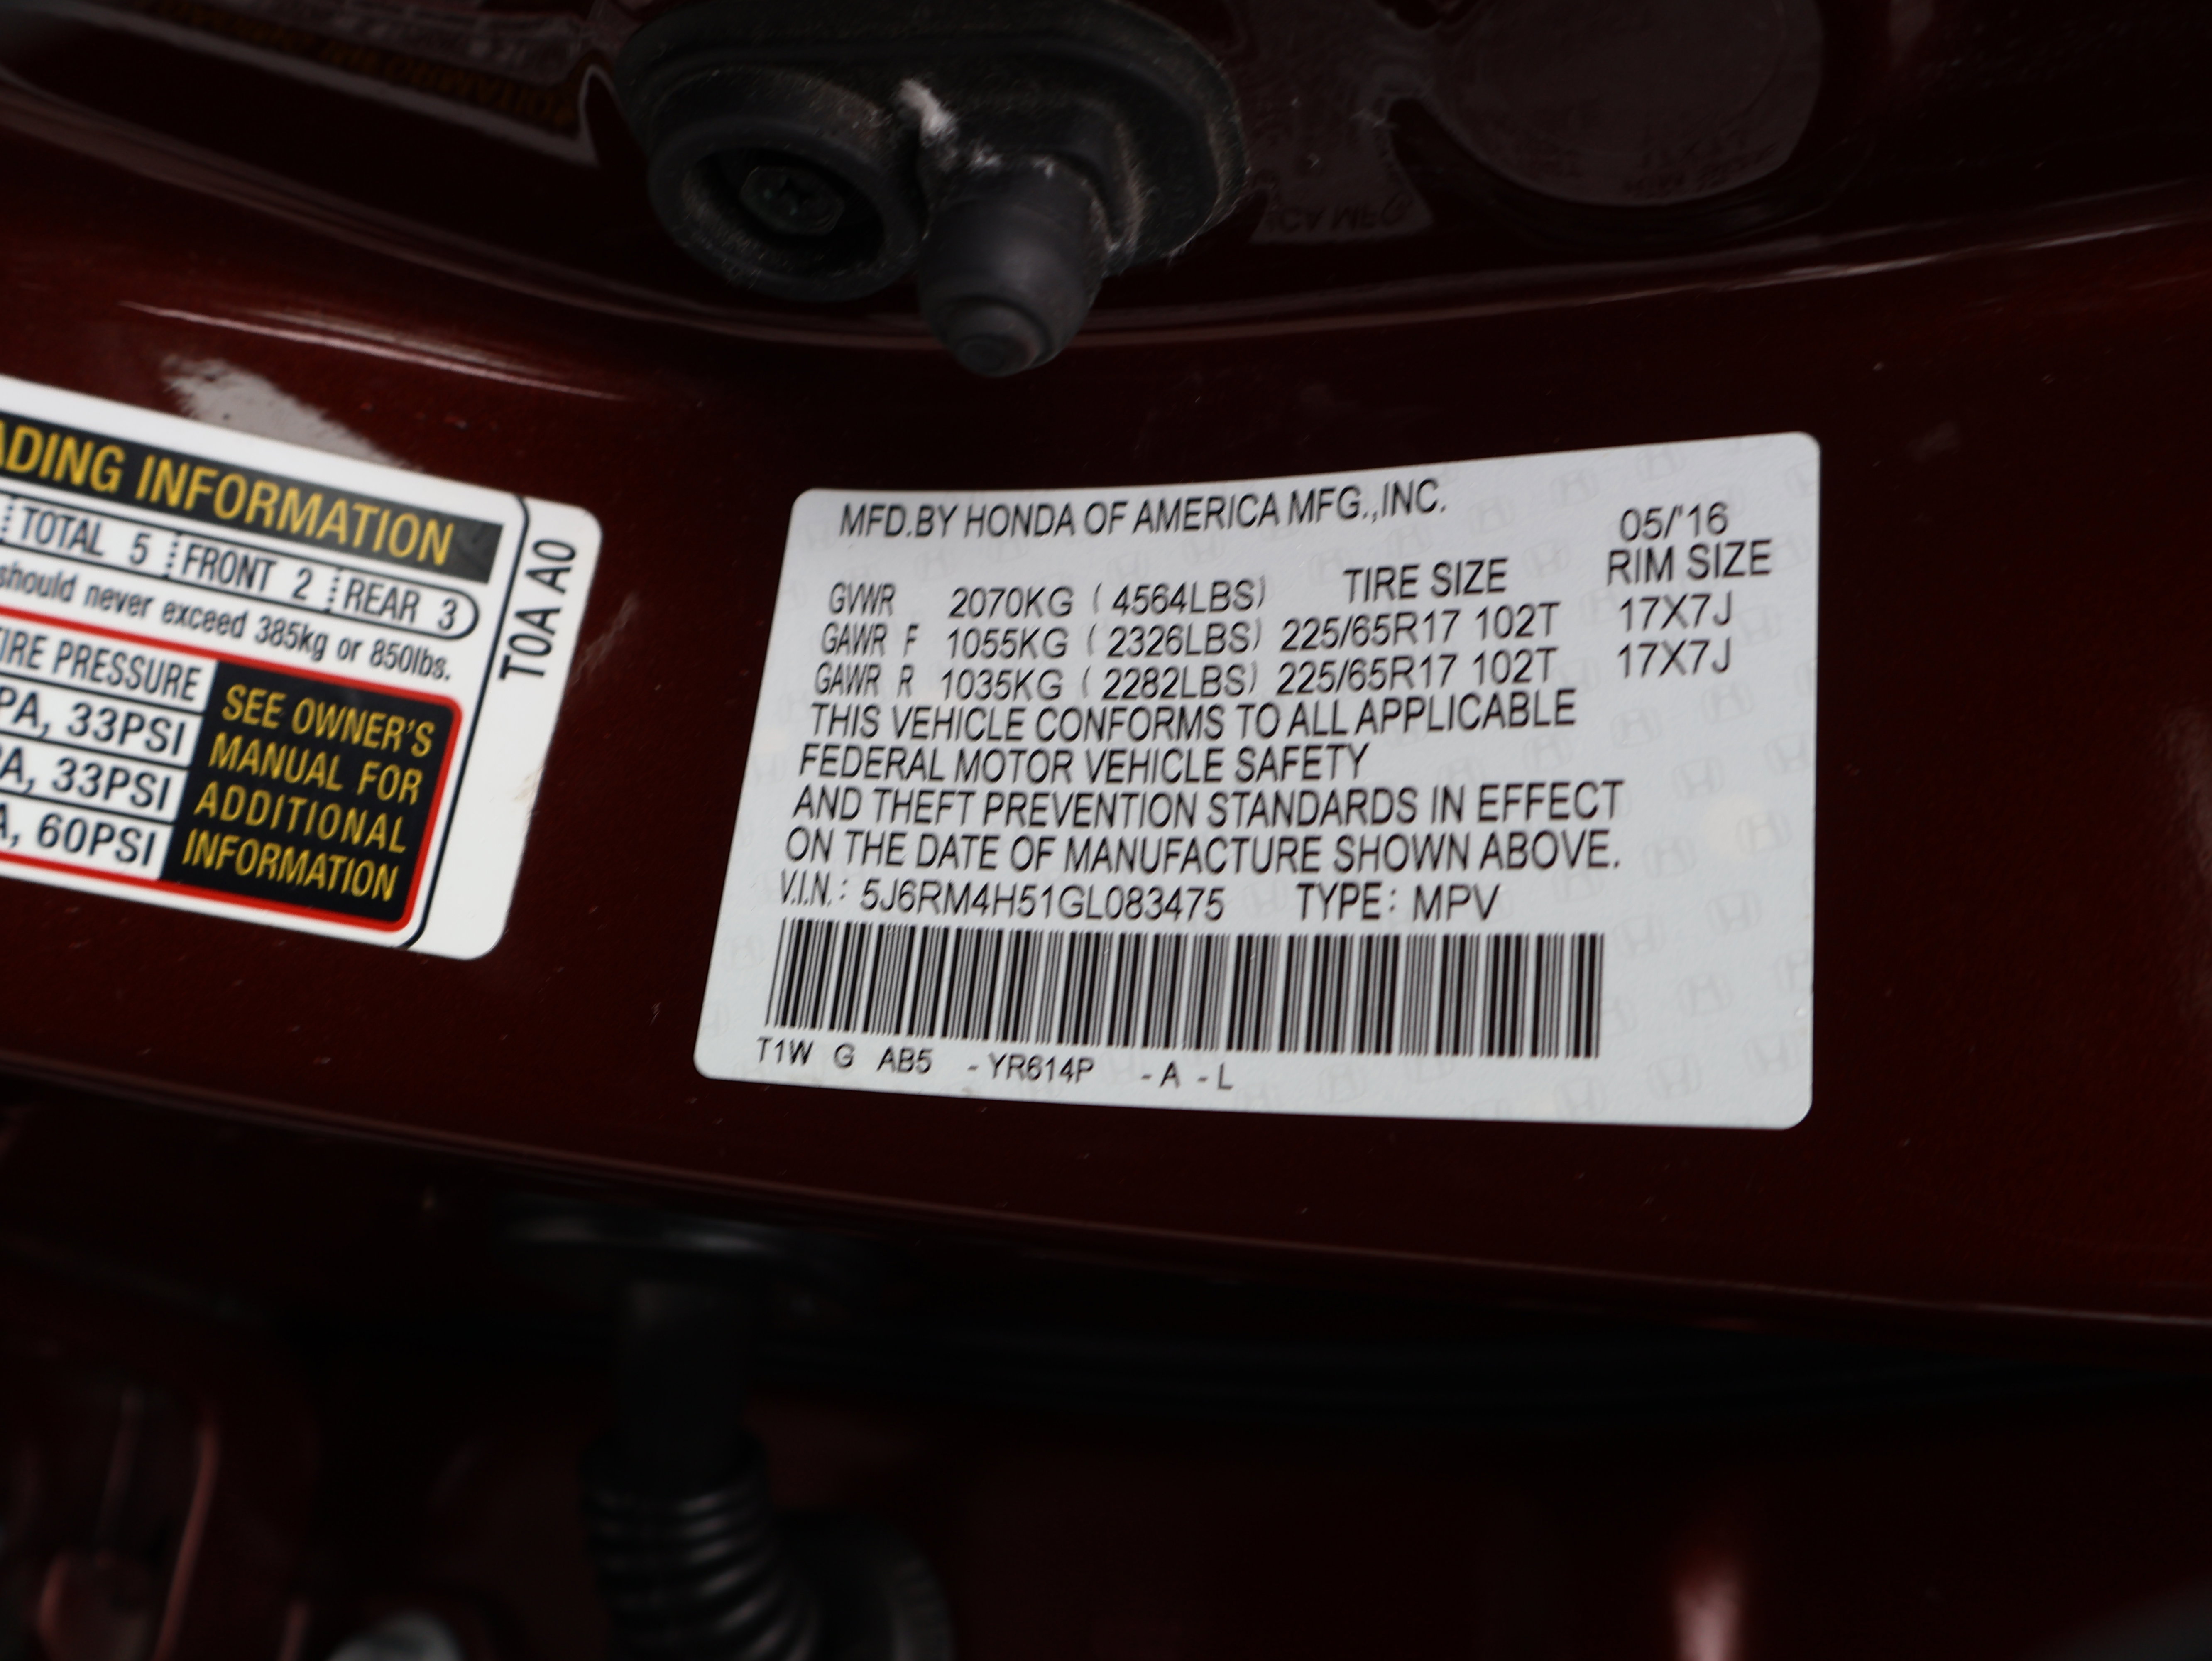 ADING INFORMATION
TOTAL 5 FRONT 2 REAR 3
should never exceed 385kg or 850lbs.
TIRE PRESSURE
PA, 33PSI
PA, 33PSI
A, 60PSI
SEE OWNER'S
MANUAL FOR
ADDITIONAL
INFORMATION
T0A A0
MFD.BY HONDA OF AMERICA MFG.,INC.
05/'16
GVWR 2070KG ( 4564LBS) TIRE SIZE RIM SIZE
GAWR F 1055KG ( 2326LBS) 225/65R17 102T 17X7J
GAWR R 1035KG ( 2282LBS) 225/65R17 102T 17X7J
THIS VEHICLE CONFORMS TO ALL APPLICABLE
FEDERAL MOTOR VEHICLE SAFETY
AND THEFT PREVENTION STANDARDS IN EFFECT
ON THE DATE OF MANUFACTURE SHOWN ABOVE.
V.I.N.: 5J6RM4H51GL083475 TYPE: MPV
T1W G AB5 - YR614P - A - L